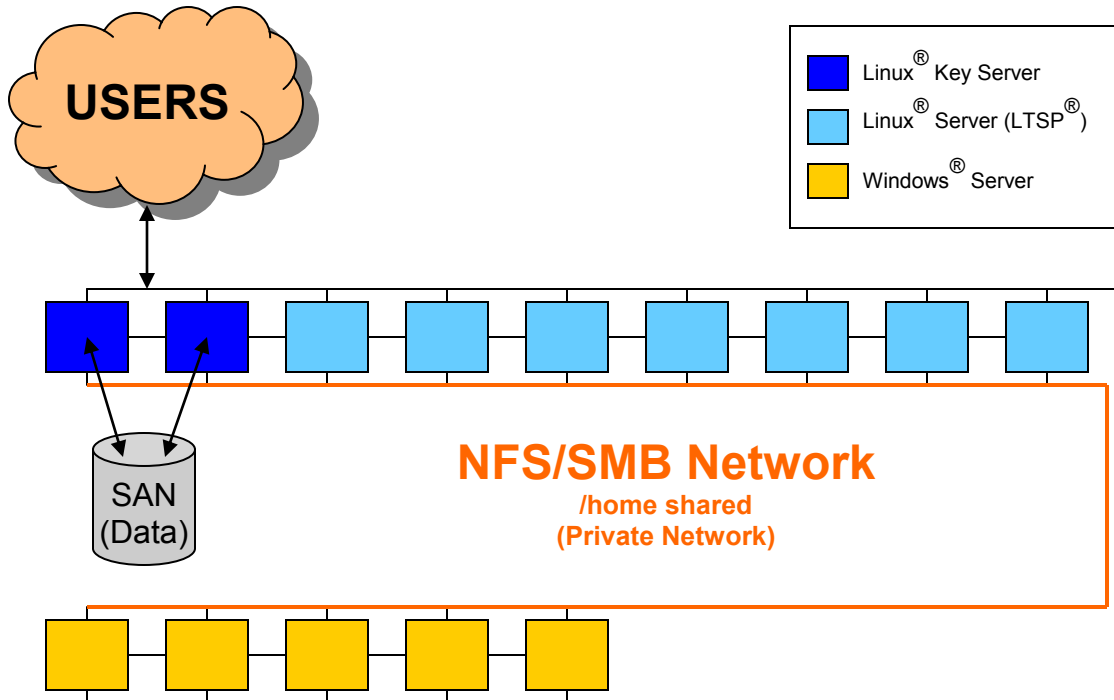 USERS
Linux® Key Server
Linux® Server (LTSP®)
Windows® Server
NFS/SMB Network
/home shared
(Private Network)
SAN
(Data)